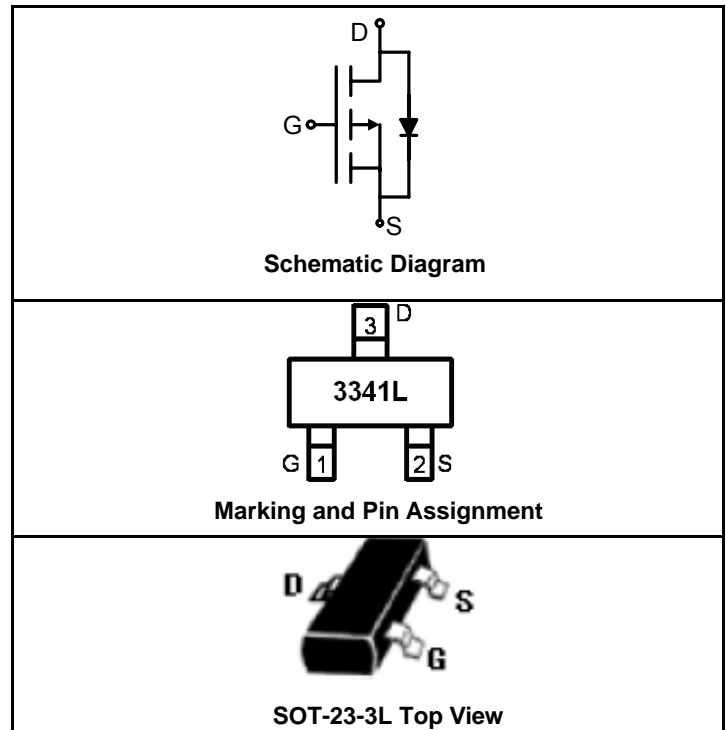 D
G
S
Schematic Diagram
3 D
3341L
G 1 2 S
Marking and Pin Assignment
D
S
G
SOT-23-3L Top View